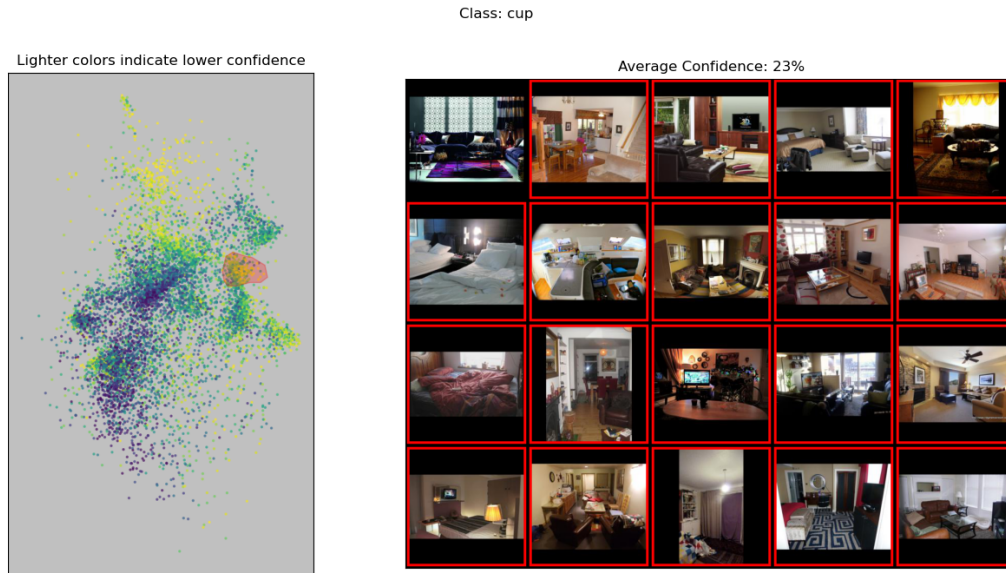 Class: cup
Lighter colors indicate lower confidence
Average Confidence: 23%